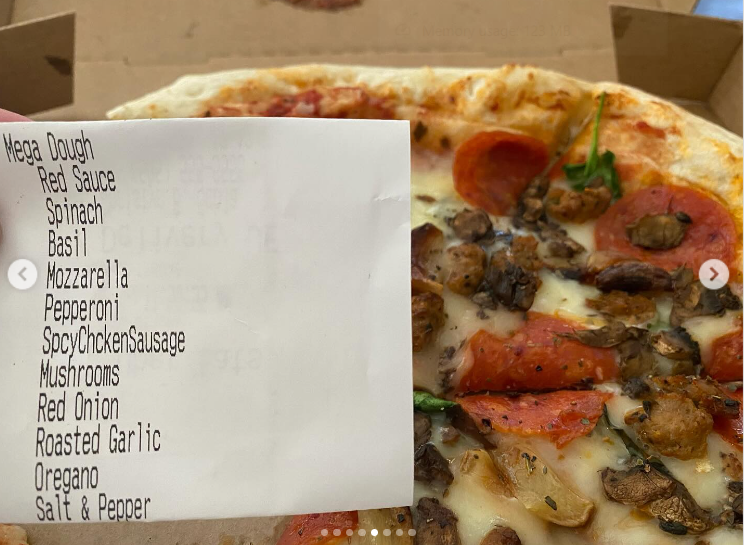 Mega Dough
Red Sauce
Spinach
Basil
Mozzarella
Pepperoni
SpcyChckenSausage
Mushrooms
Red Onion
Roasted Garlic
Oregano
Salt & Pepper